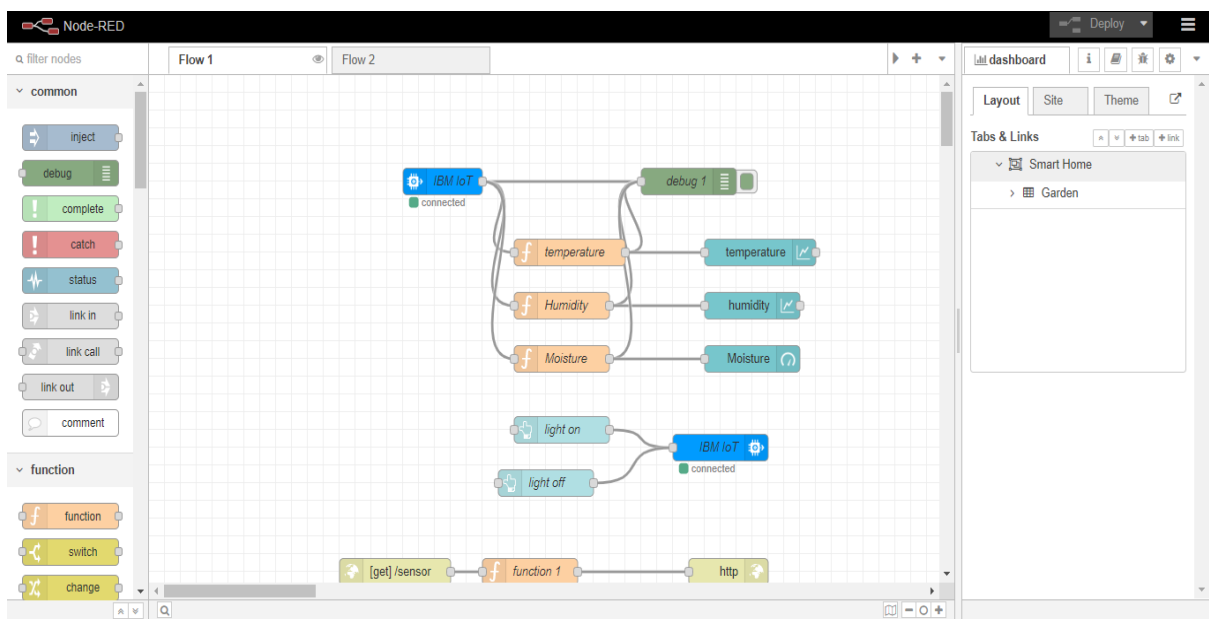 Node-RED
Deploy
filter nodes
Flow 1
Flow 2
dashboard
i
common
inject
debug
complete
catch
status
link in
link call
link out
comment
function
function
switch
change
IBM IoT
connected
debug 1
temperature
temperature
Humidity
humidity
Moisture
Moisture
light on
IBM IoT
connected
light off
[get] /sensor
function 1
http
Layout
Site
Theme
Tabs & Links
+tab
+link
Smart Home
Garden